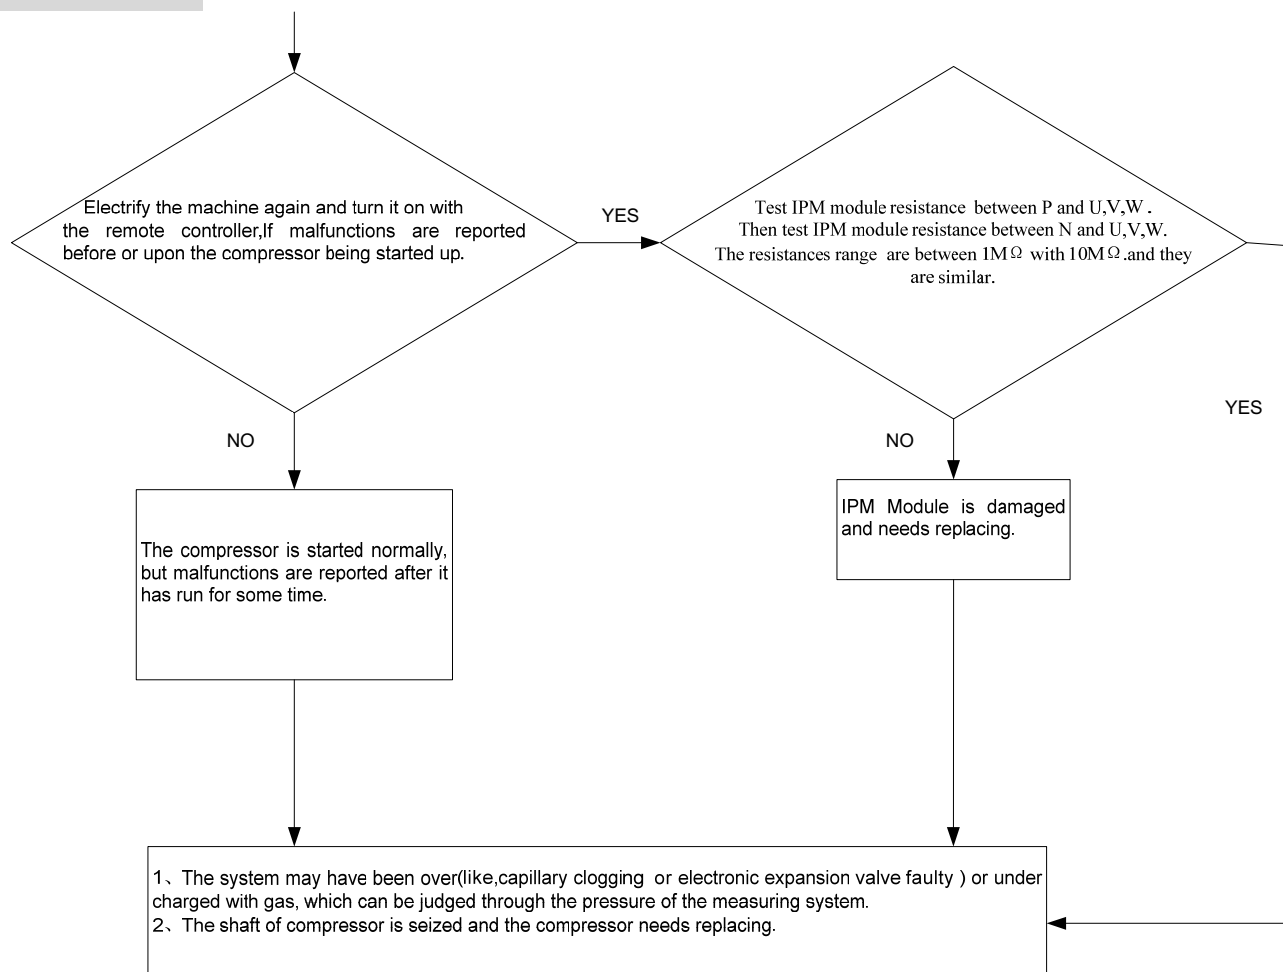 Electrify the machine again and turn it on with
the remote controller,If malfunctions are reported
before or upon the compressor being started up.
YES
Test IPM module resistance between P and U,V,W .
Then test IPM module resistance between N and U,V,W.
The resistances range are between 1MΩ with 10MΩ.and they
are similar.
YES
NO
NO
The compressor is started normally,
but malfunctions are reported after it
has run for some time.
IPM Module is damaged
and needs replacing.
1、The system may have been over(like,capillary clogging or electronic expansion valve faulty ) or under
charged with gas, which can be judged through the pressure of the measuring system.
2、The shaft of compressor is seized and the compressor needs replacing.